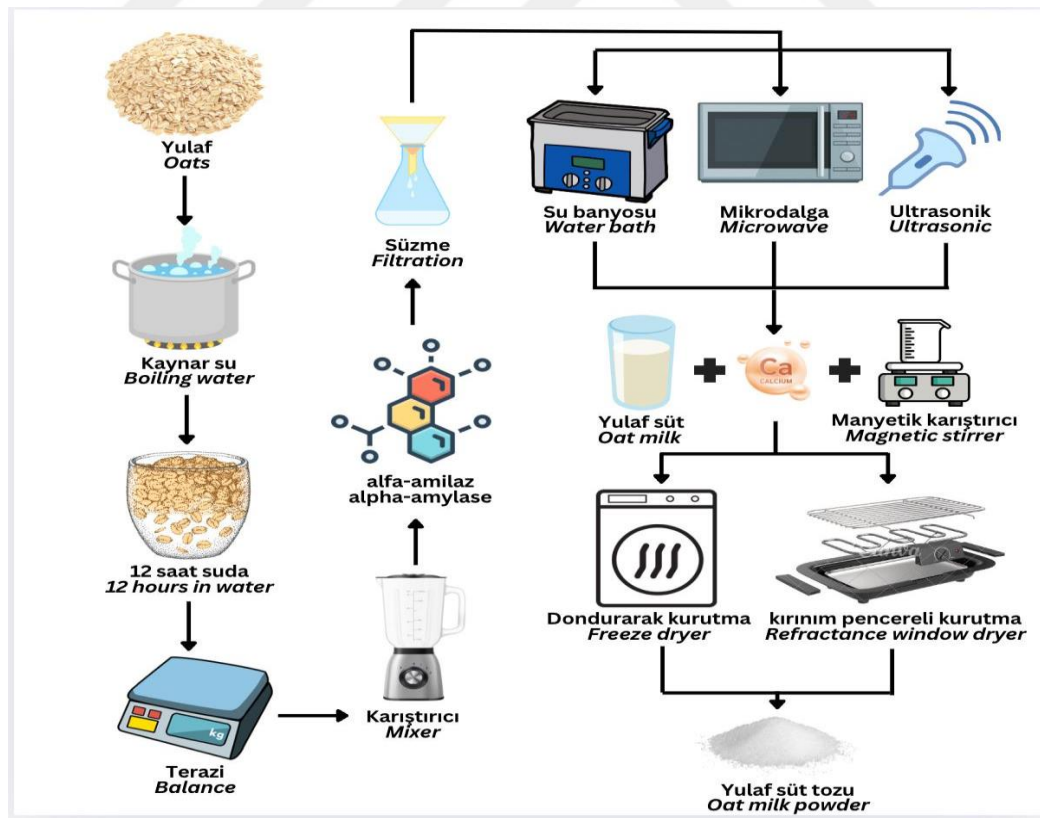 Yulaf
Oats
Kaynar su
Boiling water
12 saat suda
12 hours in water
kg
Terazi
Balance
Karıştırıcı
Mixer
alfa-amilaz
alpha-amylase
Süzme
Filtration
Su banyosu
Water bath
Mikrodalga
Microwave
Ultrasonik
Ultrasonic
Yulaf süt
Oat milk
Ca
CALCIUM
Manyetik karıştırıcı
Magnetic stirrer
Dondurarak kurutma
Freeze dryer
kırınım pencereli kurutma
Refractance window dryer
Yulaf süt tozu
Oat milk powder